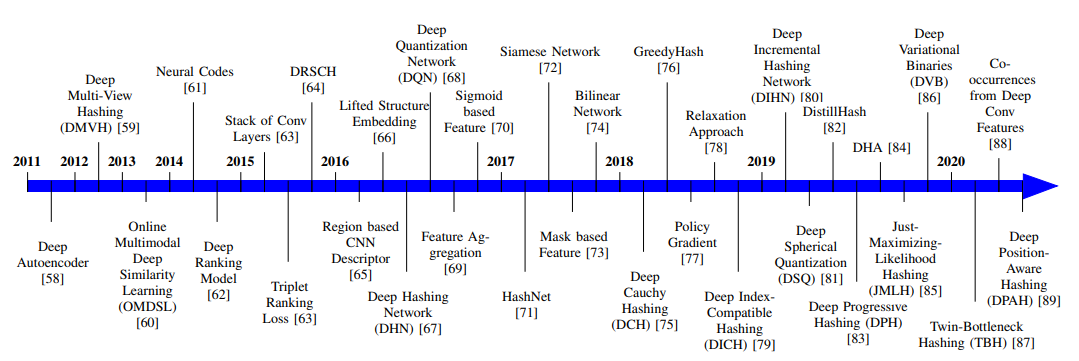 Deep
Multi-View
Hashing
(DMVH) [59]
Neural Codes
[61]
Stack of Conv
Layers [63]
DRSCH
[64]
Lifted Structure
Embedding
[66]
Deep
Quantization
Network
(DQN) [68]
Sigmoid
based
Feature [70]
Siamese Network
[72]
Bilinear
Network
[74]
GreedyHash
[76]
Relaxation
Approach
[78]
Deep
Incremental
Hashing
Network
(DIHN) [80]
DistillHash
[82]
DHA [84]
Deep
Variational
Binaries
(DVB)
[86]
Co-
occurrences
from Deep
Conv
Features
[88]
2011 2012 2013 2014 2015 2016 2017 2018 2019 2020
Deep
Autoencoder
[58]
Online
Multimodal
Deep
Similarity
Learning
(OMDSL)
[60]
Deep
Ranking
Model
[62]
Triplet
Ranking
Loss [63]
Region based
CNN
Descriptor
[65]
Deep Hashing
Network
(DHN) [67]
Feature Ag-
gregation
[69]
HashNet
[71]
Mask based
Feature [73]
Deep
Cauchy
Hashing
(DCH) [75]
Policy
Gradient
[77]
Deep Index-
Compatible
Hashing
(DICH) [79]
Deep
Spherical
Quantization
(DSQ) [81]
Deep Progressive
Hashing (DPH)
[83]
Just-
Maximizing-
Likelihood
Hashing
(JMLH) [85]
Twin-Bottleneck
Hashing (TBH) [87]
Deep
Position-
Aware
Hashing
(DPAH) [89]